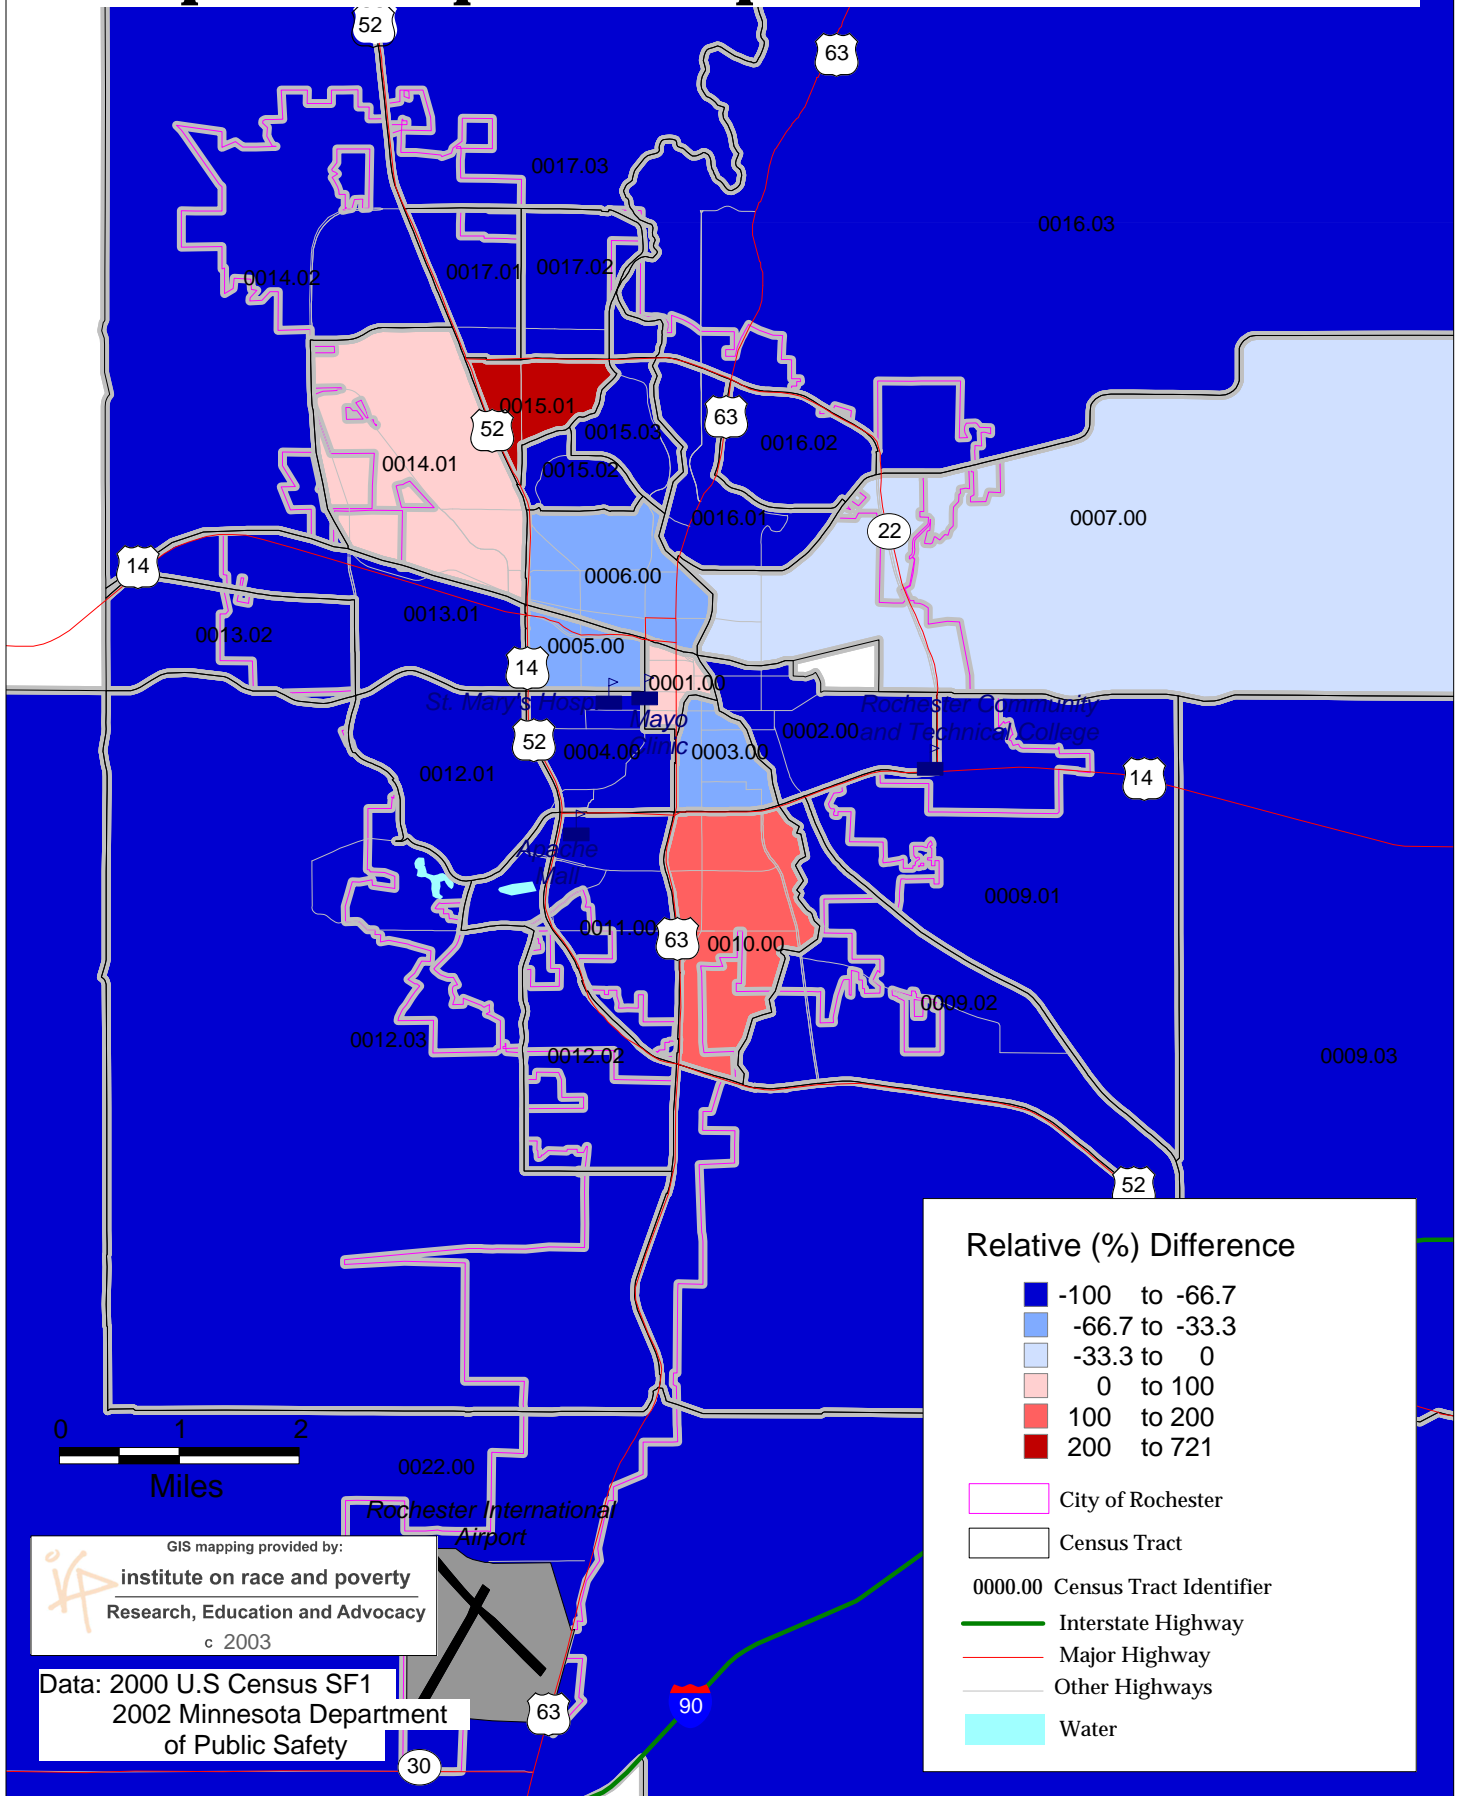 52
63
0017.03
0016.03
0014.02
0017.01
0017.02
0015.01
52
63
0015.03
0016.02
0014.01
0015.02
0016.01
0007.00
22
14
0006.00
0013.01
0013.02
0005.00
14
0001.00
St. Mary's Hosp
Mayo
Clinic
Rochester Community
and Technical College
52
0004.00
0003.00
0002.00
0012.01
14
Apache
Mall
0009.01
0011.00
63
0010.00
0009.02
0012.03
0012.02
0009.03
52
Relative (%) Difference
-100 to -66.7
-66.7 to -33.3
-33.3 to 0
0 to 100
100 to 200
200 to 721
City of Rochester
Census Tract
0000.00 Census Tract Identifier
Interstate Highway
Major Highway
Other Highways
Water
0 1 2
Miles
0022.00
Rochester International
Airport
GIS mapping provided by:
institute on race and poverty
Research, Education and Advocacy
c 2003
Data: 2000 U.S Census SF1
2002 Minnesota Department
of Public Safety
63
90
30